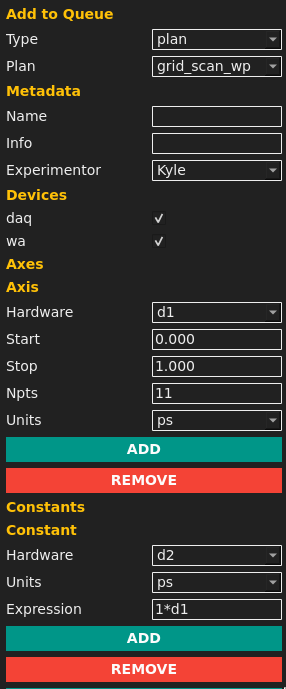 Add to Queue
Type plan
Plan grid_scan_wp
Metadata
Name
Info
Experimentor Kyle
Devices
daq ✓
wa ✓
Axes
Axis
Hardware d1
Start 0.000
Stop 1.000
Npts 11
Units ps
ADD
REMOVE
Constants
Constant
Hardware d2
Units ps
Expression 1*d1
ADD
REMOVE